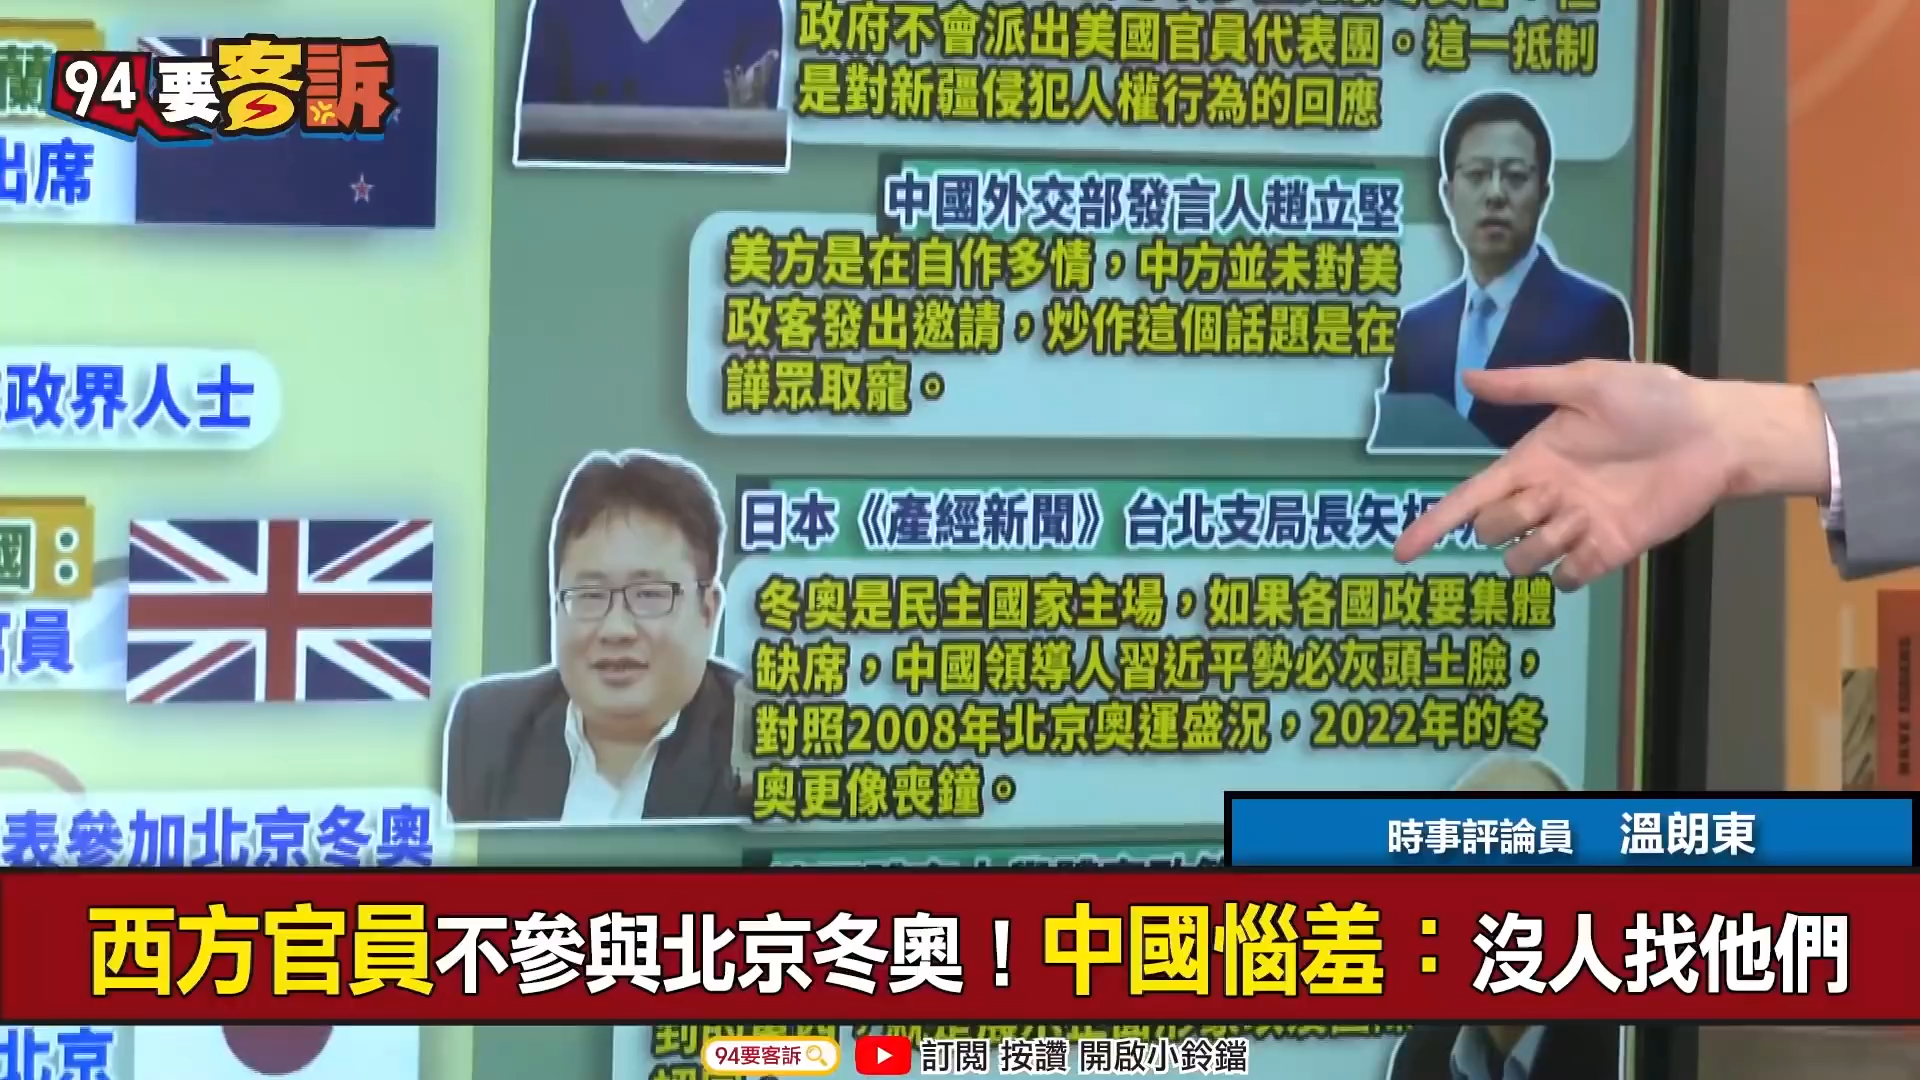 94要客訴
蘭
出席
政界人士
國：
官員
表參加北京冬奧
北京
政府不會派出美國官員代表團。這一抵制
是對新疆侵犯人權行為的回應
中國外交部發言人趙立堅
美方是在自作多情，中方並未對美
政客發出邀請，炒作這個話題是在
譁眾取寵。
日本《產經新聞》台北支局長矢板
冬奧是民主國家主場，如果各國政要集體
缺席，中國領導人習近平勢必灰頭土臉，
對照2008年北京奧運盛況，2022年的冬
奧更像喪鐘。
時事評論員 溫朗東
西方官員不參與北京冬奧！中國惱羞：沒人找他們
94要客訴 訂閱 按讚 開啟小鈴鐺